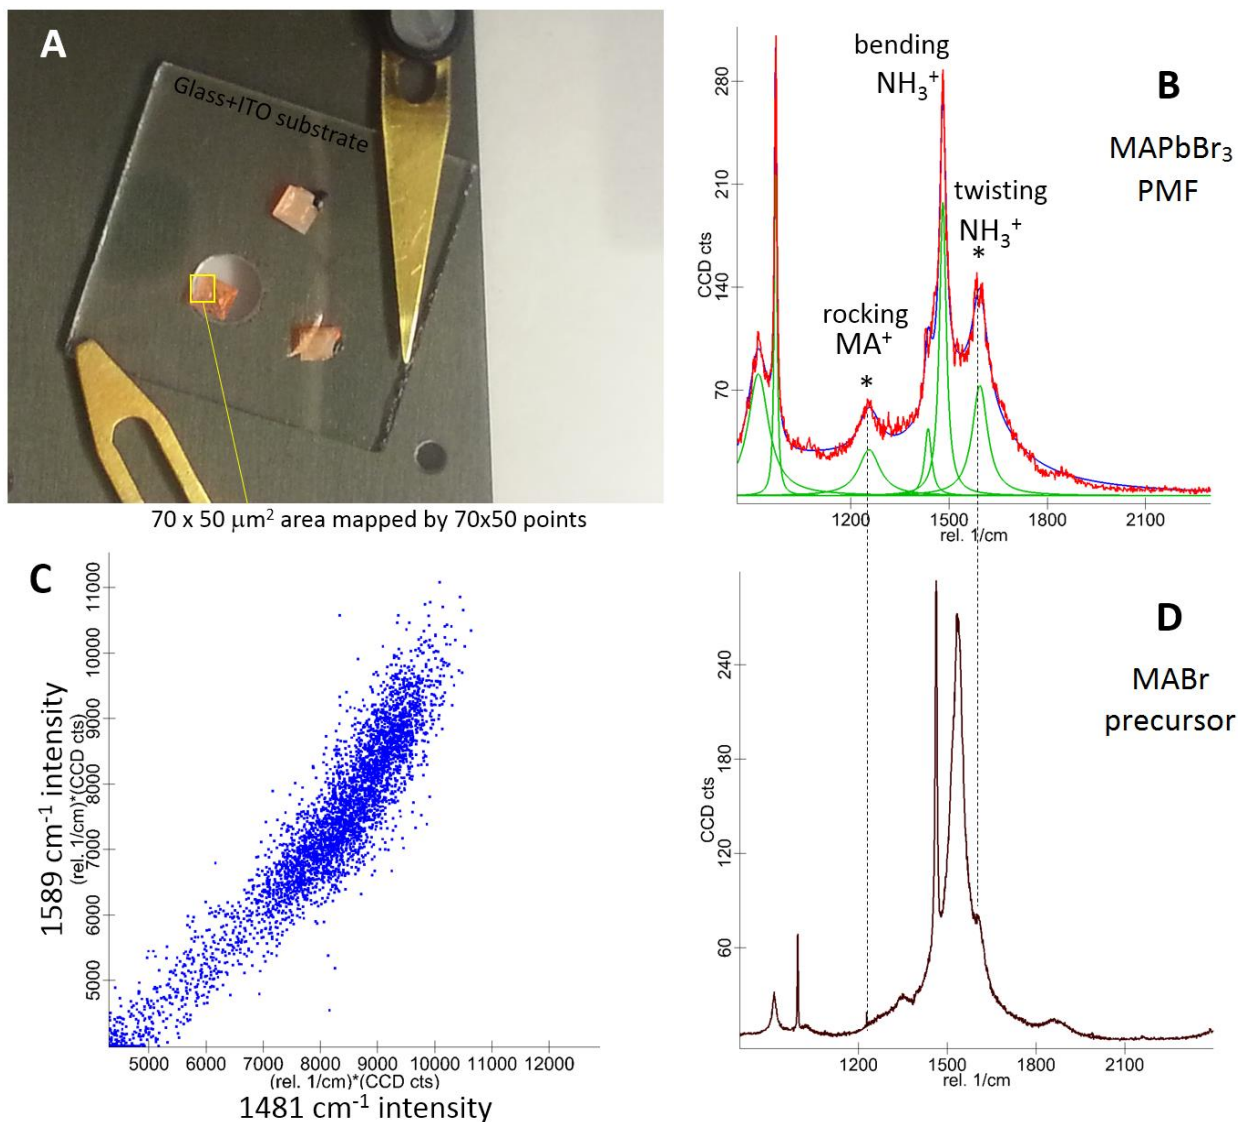 A
Glass+ITO substrate
70 x 50 μm² area mapped by 70x50 points
B
MAPbBr₃
PMF
bending
NH₃⁺
twisting
NH₃⁺
*
rocking
MA⁺
*
CCD cts
280
210
140
70
1200
1500
1800
2100
rel. 1/cm
C
11000
10000
9000
8000
7000
6000
5000
1589 cm⁻¹ intensity
(rel. 1/cm)*(CCD cts)
5000
6000
7000
8000
9000
10000
11000
12000
(rel. 1/cm)*(CCD cts)
1481 cm⁻¹ intensity
D
MABr
precursor
CCD cts
240
180
120
60
1200
1500
1800
2100
rel. 1/cm